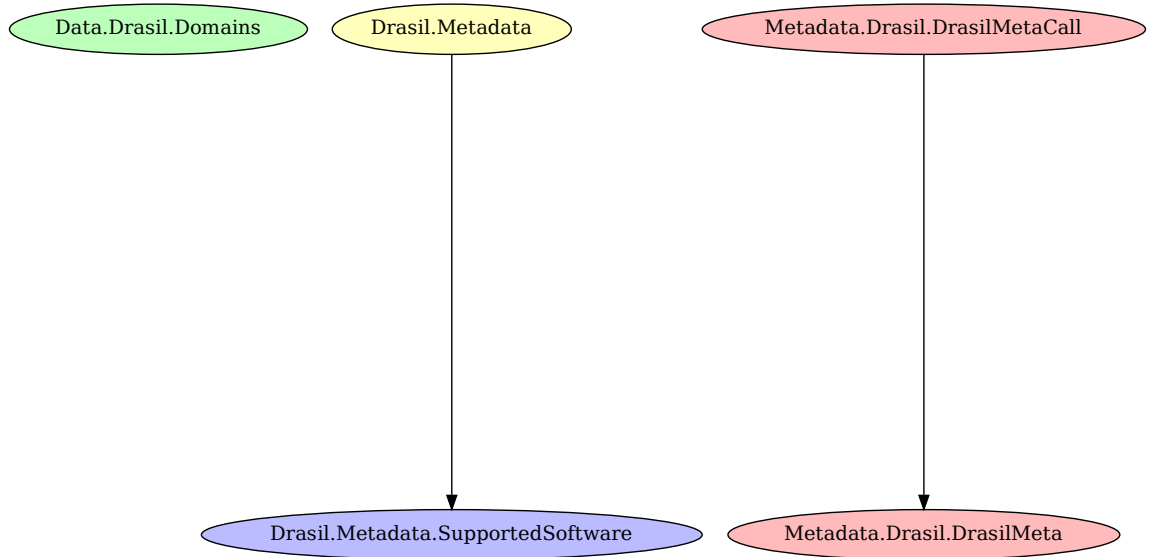 Data.Drasil.Domains
Drasil.Metadata
Metadata.Drasil.DrasilMetaCall
Drasil.Metadata.SupportedSoftware
Metadata.Drasil.DrasilMeta